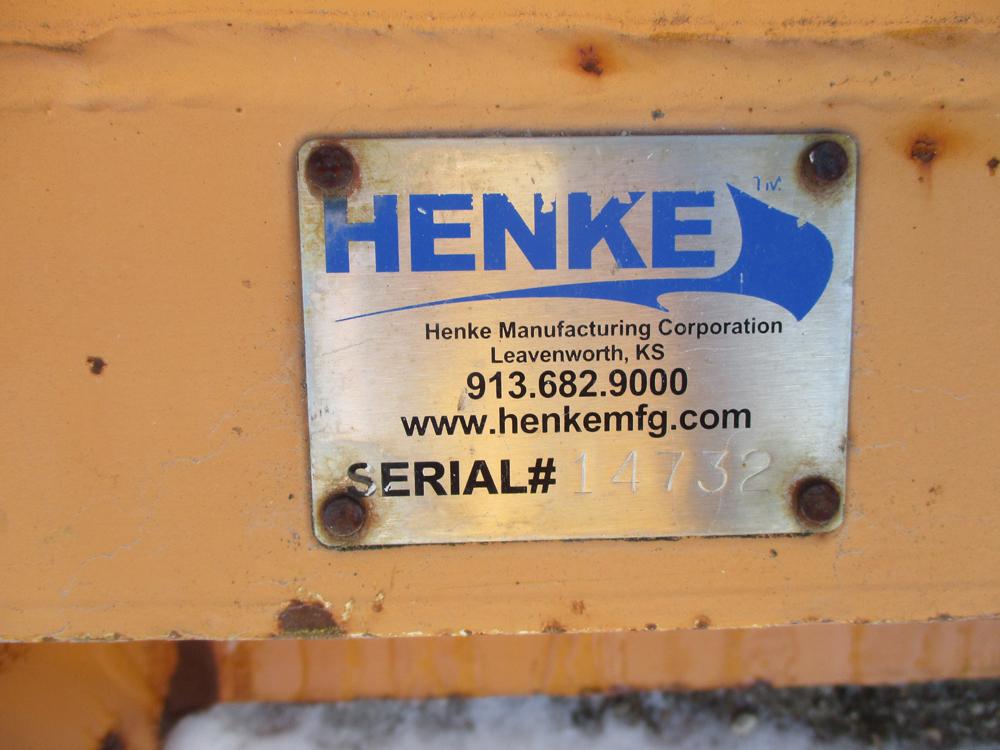 HENKE TM
Henke Manufacturing Corporation
Leavenworth, KS
913.682.9000
www.henkemfg.com
SERIAL# 14732